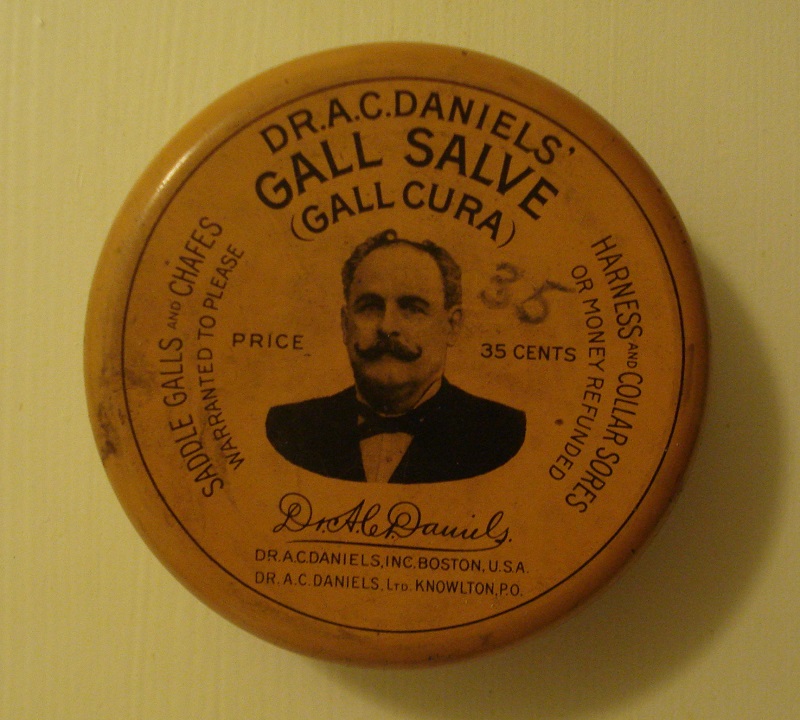 DR.A.C.DANIELS'
GALL SALVE
(GALL CURA)
SADDLE GALLS AND CHAFES
WARRANTED TO PLEASE
HARNESS AND COLLAR SORES
OR MONEY REFUNDED
35
PRICE
35 CENTS
Dr. A.C. Daniels.
DR.A.C.DANIELS,INC.BOSTON,U.S.A.
DR. A.C.DANIELS, LTD. KNOWLTON,P.Q.